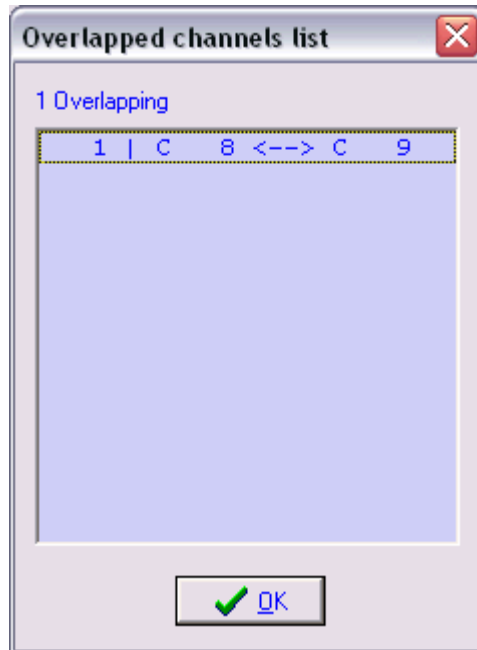 Overlapped channels list
1 Overlapping
1 | C 8 <--> C 9
OK